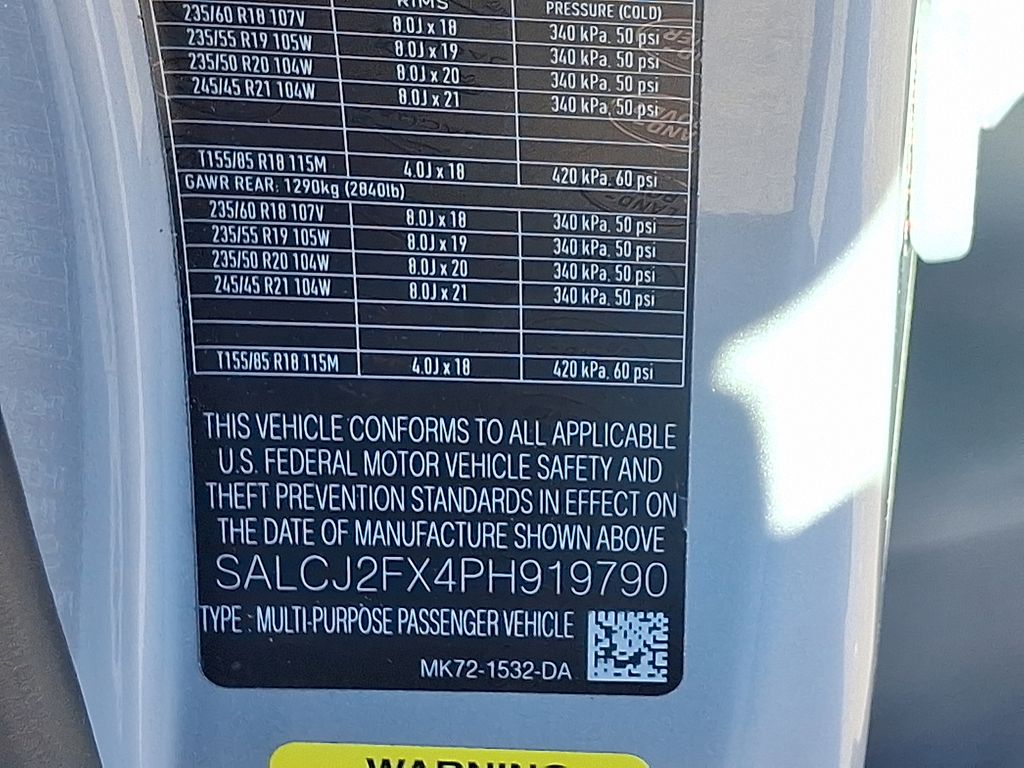 RIMS PRESSURE (COLD)
235/60 R18 107V 8.0J x 18 340 kPa, 50 psi
235/55 R19 105W 8.0J x 19 340 kPa, 50 psi
235/50 R20 104W 8.0J x 20 340 kPa, 50 psi
245/45 R21 104W 8.0J x 21 340 kPa, 50 psi
T155/85 R18 115M 4.0J x 18 420 kPa, 60 psi
GAWR REAR: 1290kg (2840lb)
235/60 R18 107V 8.0J x 18 340 kPa, 50 psi
235/55 R19 105W 8.0J x 19 340 kPa, 50 psi
235/50 R20 104W 8.0J x 20 340 kPa, 50 psi
245/45 R21 104W 8.0J x 21 340 kPa, 50 psi
T155/85 R18 115M 4.0J x 18 420 kPa, 60 psi
THIS VEHICLE CONFORMS TO ALL APPLICABLE
U.S. FEDERAL MOTOR VEHICLE SAFETY AND
THEFT PREVENTION STANDARDS IN EFFECT ON
THE DATE OF MANUFACTURE SHOWN ABOVE
SALCJ2FX4PH919790
TYPE : MULTI-PURPOSE PASSENGER VEHICLE
MK72-1532-DA
WARNING